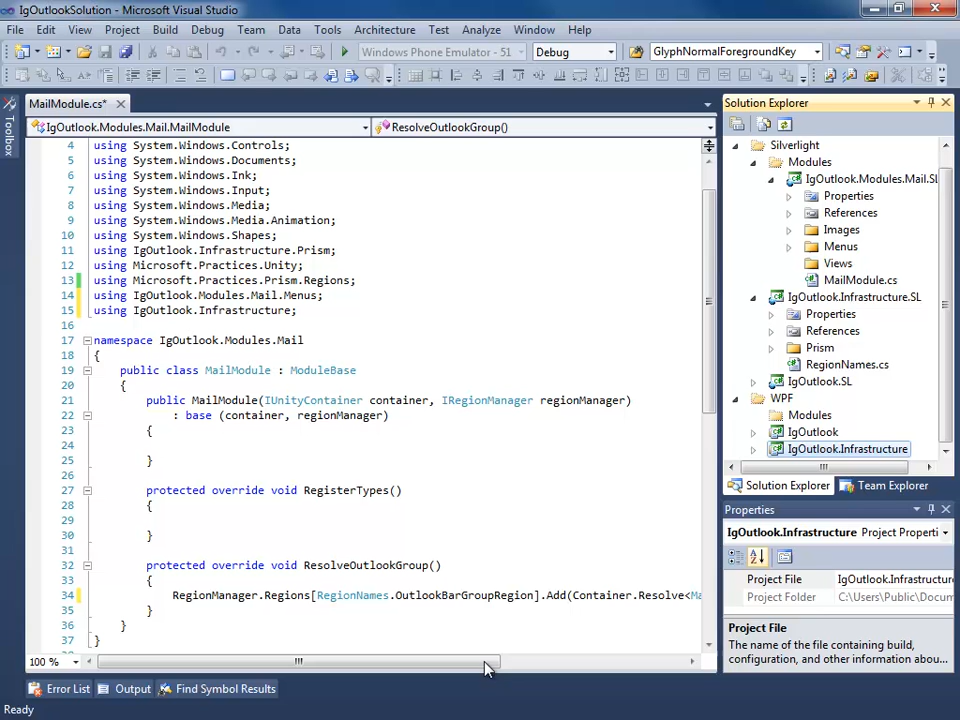 IgOutlookSolution - Microsoft Visual Studio
File Edit View Project Build Debug Team Data Tools Architecture Test Analyze Window Help
Windows Phone Emulator - 51 Debug GlyphNormalForegroundKey
Toolbox
MailModule.cs*
IgOutlook.Modules.Mail.MailModule
ResolveOutlookGroup()
4 using System.Windows.Controls;
5 using System.Windows.Documents;
6 using System.Windows.Ink;
7 using System.Windows.Input;
8 using System.Windows.Media;
9 using System.Windows.Media.Animation;
10 using System.Windows.Shapes;
11 using IgOutlook.Infrastructure.Prism;
12 using Microsoft.Practices.Unity;
13 using Microsoft.Practices.Prism.Regions;
14 using IgOutlook.Modules.Mail.Menus;
15 using IgOutlook.Infrastructure;
16
17 namespace IgOutlook.Modules.Mail
18 {
19 public class MailModule : ModuleBase
20 {
21 public MailModule(IUnityContainer container, IRegionManager regionManager)
22 : base (container, regionManager)
23 {
24
25 }
26
27 protected override void RegisterTypes()
28 {
29
30 }
31
32 protected override void ResolveOutlookGroup()
33 {
34 RegionManager.Regions[RegionNames.OutlookBarGroupRegion].Add(Container.Resolve<Ma
35 }
36 }
37 }
100 %
Error List Output Find Symbol Results
Ready
Solution Explorer
Silverlight
Modules
IgOutlook.Modules.Mail.SL
Properties
References
Images
Menus
Views
MailModule.cs
IgOutlook.Infrastructure.SL
Properties
References
Prism
RegionNames.cs
IgOutlook.SL
WPF
Modules
IgOutlook
IgOutlook.Infrastructure
Solution Explorer Team Explorer
Properties
IgOutlook.Infrastructure Project Properti
Project File IgOutlook.Infrastructure
Project Folder C:\Users\Public\Docum
Project File
The name of the file containing build, configuration, and other information abou...